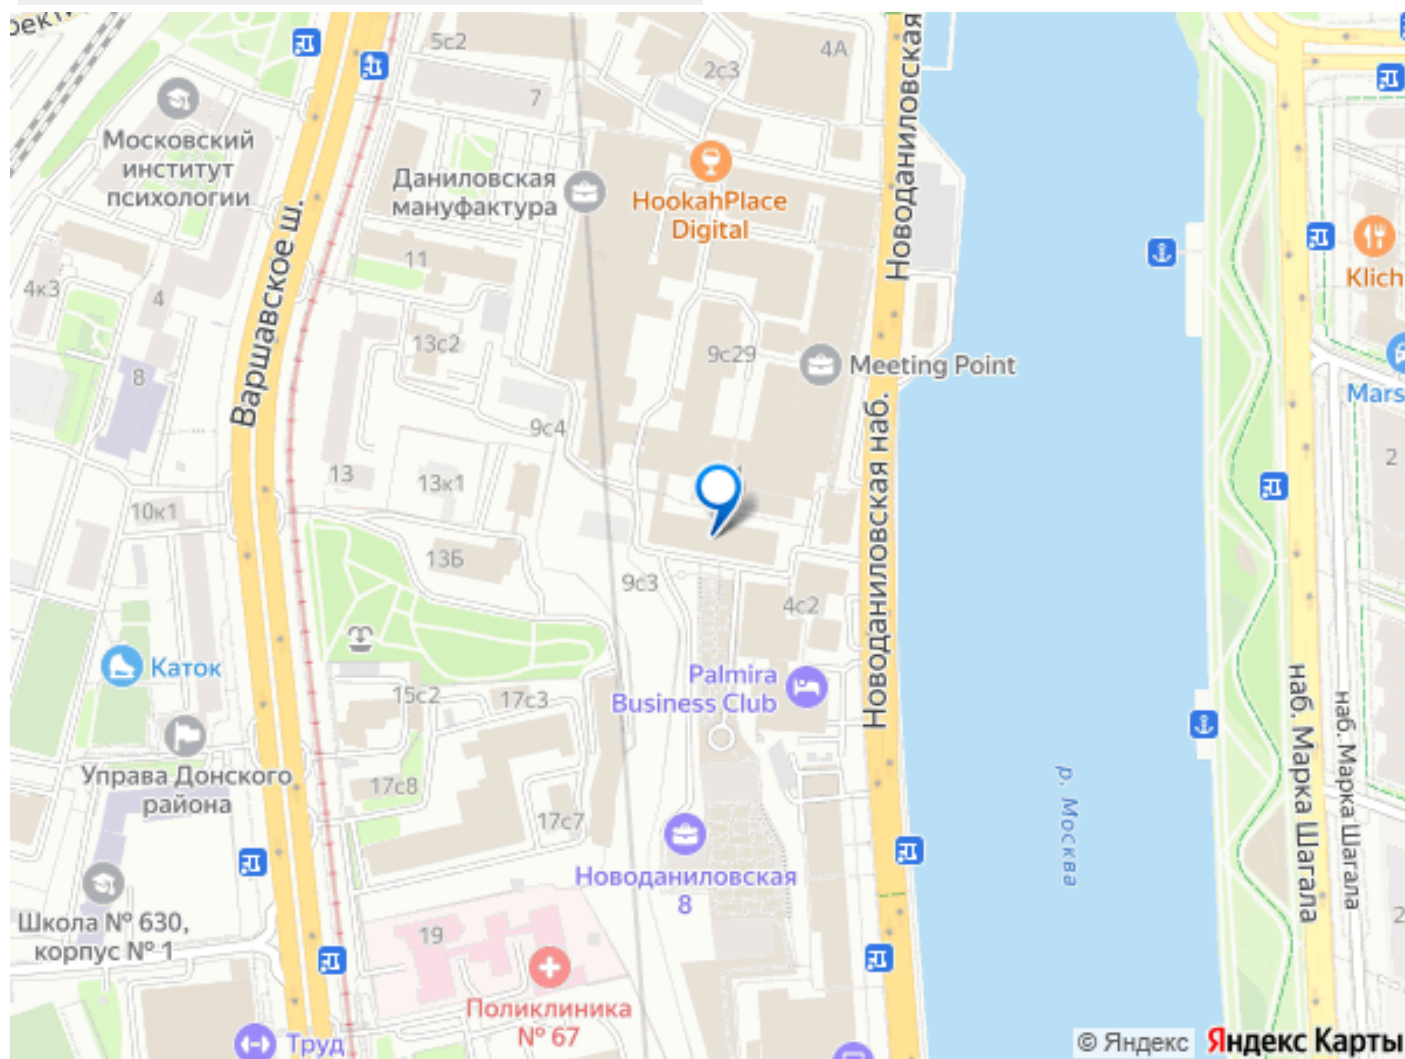 5с2
4А
2с3
7
Московский
институт
психологии
Даниловская
мануфактура
HookahPlace
Digital
Новоданиловская
Варшавское ш.
11
4к3
4
13с2
8
9с29
Meeting Point
Klich
Mars
2
9с4
13
13к1
10к1
Новоданиловская наб.
13Б
9с3
4с2
Каток
15с2
17с3
Palmira
Business Club
наб. Марка Шагала
наб. Марка Шагала
Управа Донского
района
17с8
17с7
р. Москва
Новоданиловская
8
Школа № 630,
корпус № 1
19
2
Поликлиника
№ 67
Труд
© Яндекс
Яндекс Карты